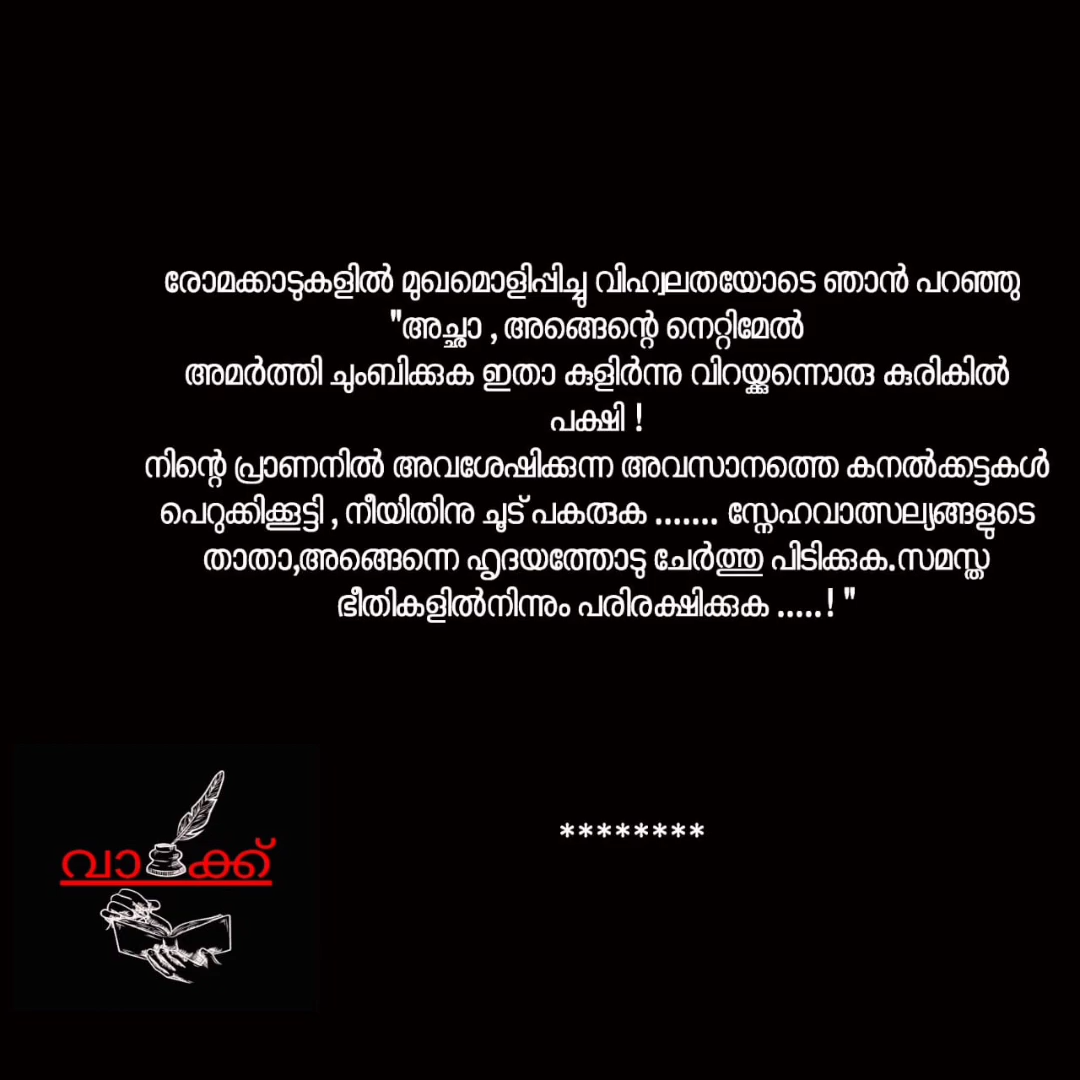 രോമക്കാടുകളിൽ മുഖമൊളിപ്പിച്ചു വിഹ്വലതയോടെ ഞാൻ പറഞ്ഞു
"അച്ഛാ , അങ്ങെന്റെ നെറ്റിമേൽ
അമർത്തി ചുംബിക്കുക ഇതാ കുളിർന്നു വിറയ്ക്കുന്നൊരു കുരികിൽ
പക്ഷി !
നിന്റെ പ്രാണനിൽ അവശേഷിക്കുന്ന അവസാനത്തെ കനൽക്കട്ടകൾ
പെറുക്കിക്കൂട്ടി , നീയിതിനു ചൂട് പകരുക ....... സ്നേഹവാത്സല്യങ്ങളുടെ
താതാ,അങ്ങെന്നെ ഹൃദയത്തോടു ചേർത്തു പിടിക്കുക.സമസ്ത
ഭീതികളിൽനിന്നും പരിരക്ഷിക്കുക .....! "
********
വാക്ക്